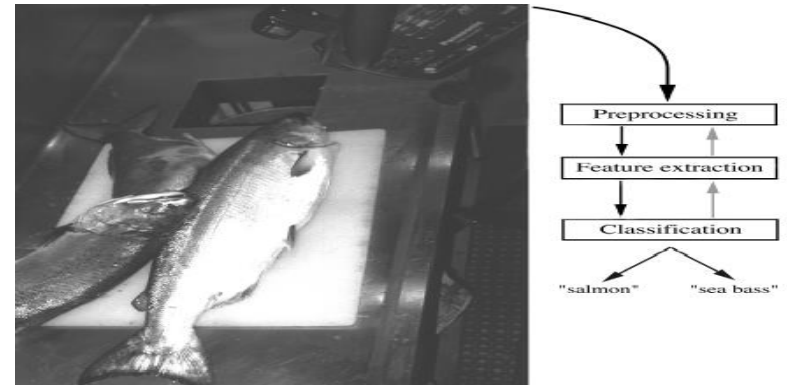 Preprocessing
Feature extraction
Classification
"salmon" "sea bass"